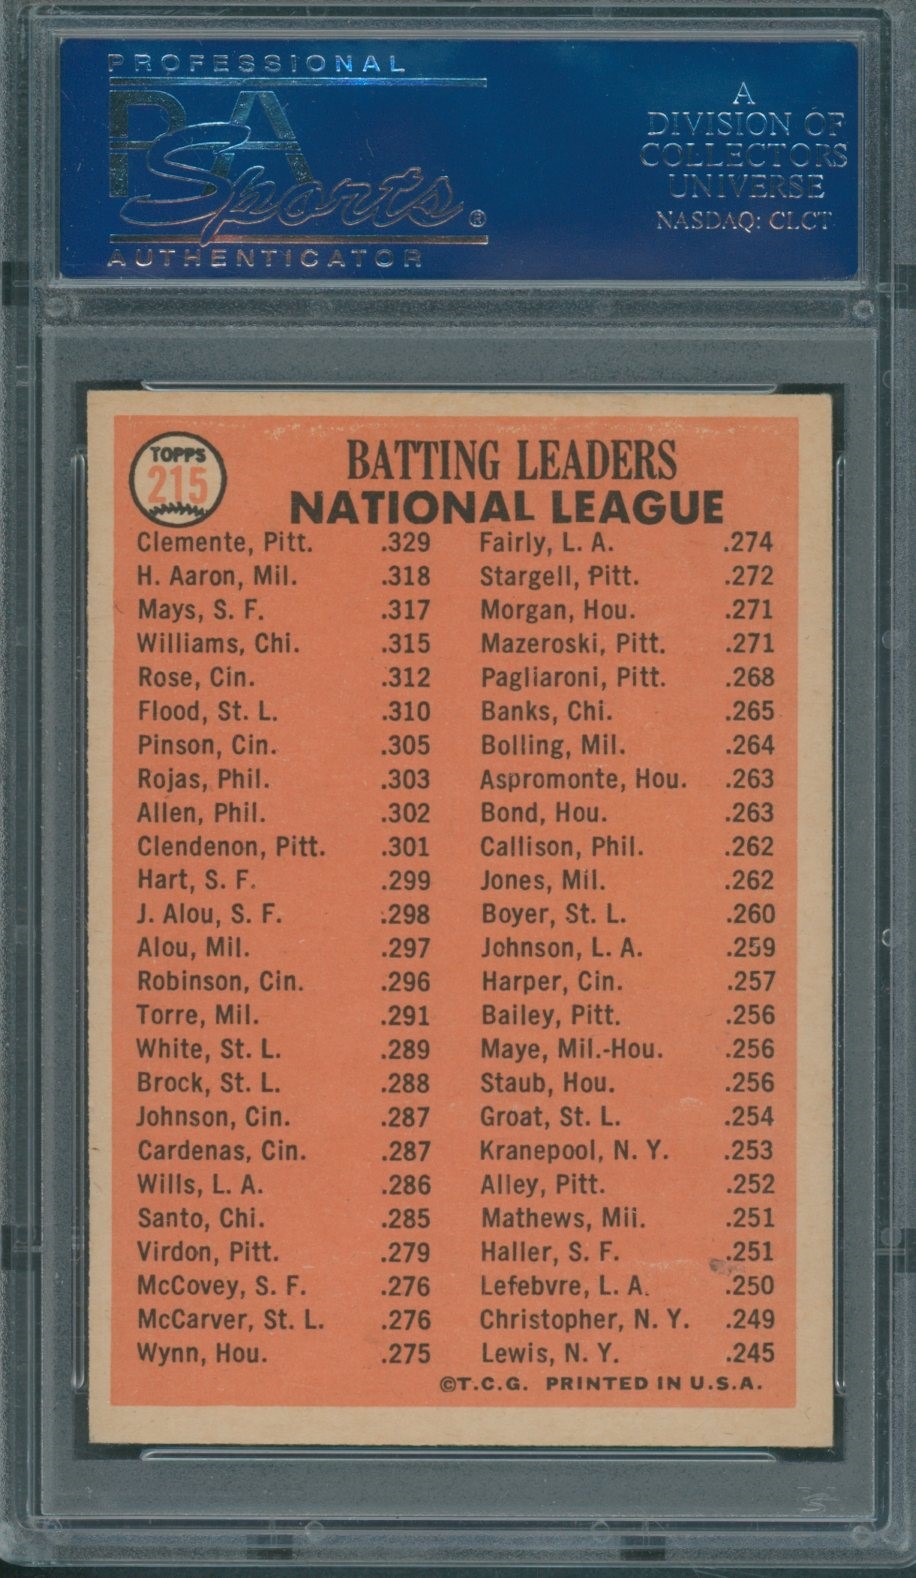 PROFESSIONAL
PSA
Sports®
AUTHENTICATOR
A
DIVISION OF
COLLECTORS
UNIVERSE
NASDAQ: CLCT
TOPPS
215
BATTING LEADERS
NATIONAL LEAGUE
Clemente, Pitt. .329
H. Aaron, Mil. .318
Mays, S. F. .317
Williams, Chi. .315
Rose, Cin. .312
Flood, St. L. .310
Pinson, Cin. .305
Rojas, Phil. .303
Allen, Phil. .302
Clendenon, Pitt. .301
Hart, S. F. .299
J. Alou, S. F. .298
Alou, Mil. .297
Robinson, Cin. .296
Torre, Mil. .291
White, St. L. .289
Brock, St. L. .288
Johnson, Cin. .287
Cardenas, Cin. .287
Wills, L. A. .286
Santo, Chi. .285
Virdon, Pitt. .279
McCovey, S. F. .276
McCarver, St. L. .276
Wynn, Hou. .275
Fairly, L. A. .274
Stargell, Pitt. .272
Morgan, Hou. .271
Mazeroski, Pitt. .271
Pagliaroni, Pitt. .268
Banks, Chi. .265
Bolling, Mil. .264
Aspromonte, Hou. .263
Bond, Hou. .263
Callison, Phil. .262
Jones, Mil. .262
Boyer, St. L. .260
Johnson, L. A. .259
Harper, Cin. .257
Bailey, Pitt. .256
Maye, Mil.-Hou. .256
Staub, Hou. .256
Groat, St. L. .254
Kranepool, N. Y. .253
Alley, Pitt. .252
Mathews, Mil. .251
Haller, S. F. .251
Lefebvre, L. A. .250
Christopher, N. Y. .249
Lewis, N. Y. .245
©T.C.G. PRINTED IN U.S.A.